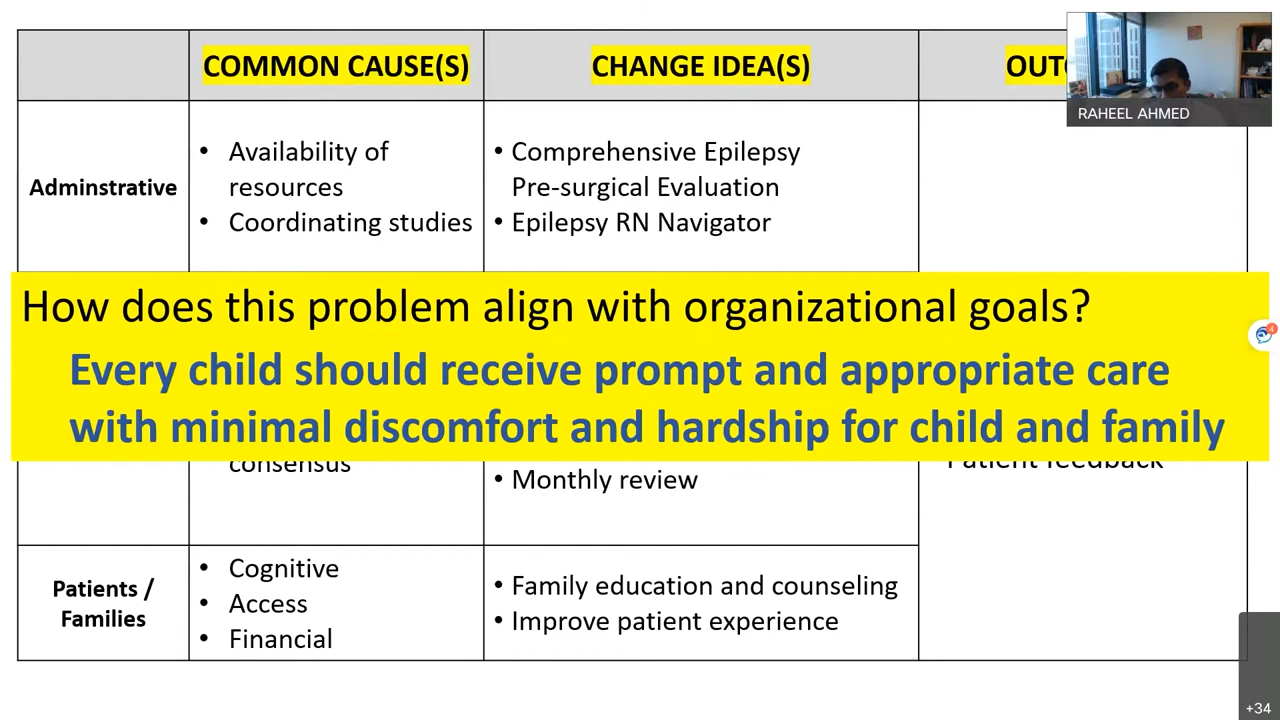 COMMON CAUSE(S)
CHANGE IDEA(S)
RAHEEL AHMED
Adminstrative
• Availability of
resources
• Coordinating studies
• Comprehensive Epilepsy
Pre-surgical Evaluation
• Epilepsy RN Navigator
How does this problem align with organizational goals?
Every child should receive prompt and appropriate care
with minimal discomfort and hardship for child and family
consensus
• Monthly review
Patient feedback
Patients /
Families
• Cognitive
• Access
• Financial
• Family education and counseling
• Improve patient experience
4
+34